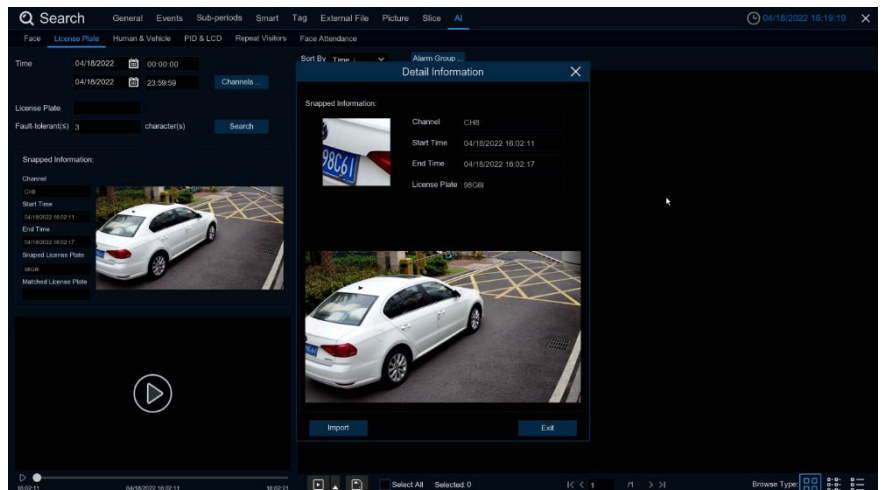 Search General Events Sub-periods Smart Tag External File Picture Slice AI 04/18/2022 16:19:19
Face License Plate Human & Vehicle PID & LCD Repeat Visitors Face Attendance
Time 04/18/2022 00:00:00
04/18/2022 23:59:59 Channels ...
License Plate
Fault-tolerant(≤) 3 character(s) Search
Snapped Information:
Channel
CH8
Start Time
04/18/2022 16:02:11
End Time
04/18/2022 16:02:17
Snaped License Plate
Matched License Plate
16:02:11 04/18/2022 16:02:11 16:02:21
Sort By Time Alarm Group ...
Detail Information
Snapped Information:
98C61
Channel CH8
Start Time 04/18/2022 16:02:11
End Time 04/18/2022 16:02:17
License Plate 98G6I
Import Exit
Select All Selected: 0 1 /1 Browse Type: